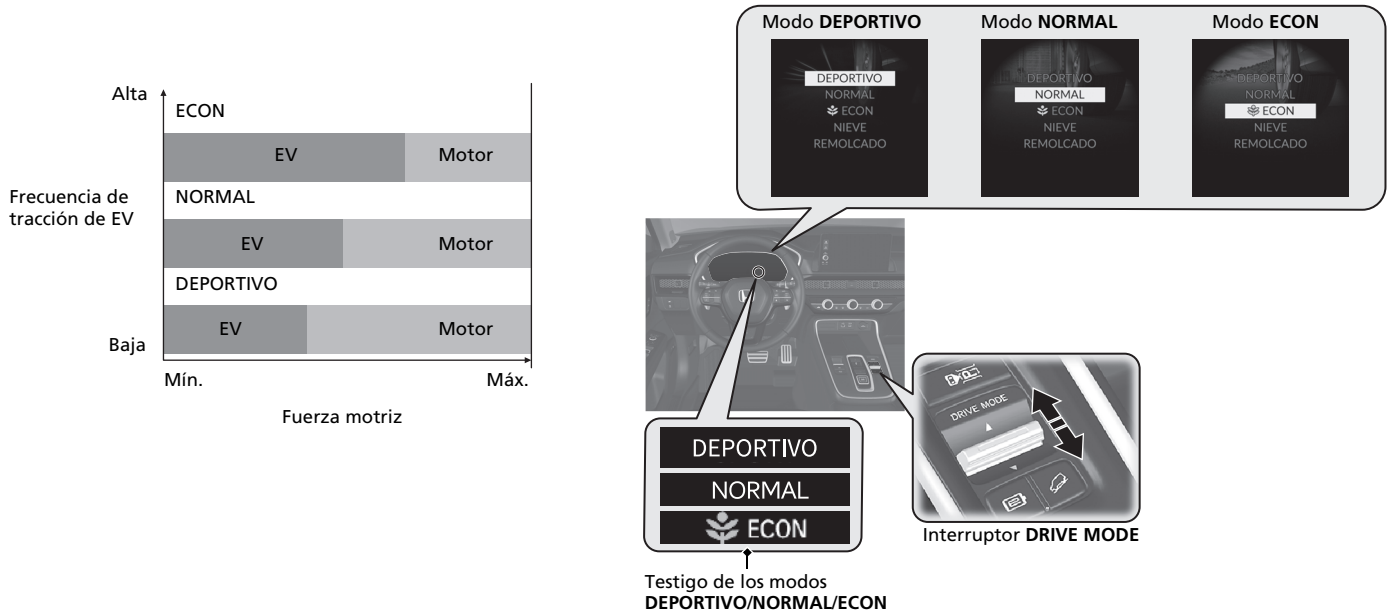 Alta
ECON
EV
Motor
Frecuencia de
tracción de EV
NORMAL
EV
Motor
DEPORTIVO
EV
Motor
Baja
Mín.
Máx.
Fuerza motriz
Modo DEPORTIVO
Modo NORMAL
Modo ECON
DEPORTIVO
NORMAL
ECON
NIEVE
REMOLCADO
DEPORTIVO
NORMAL
ECON
NIEVE
REMOLCADO
DEPORTIVO
NORMAL
ECON
NIEVE
REMOLCADO
DRIVE MODE
DEPORTIVO
NORMAL
ECON
Interruptor DRIVE MODE
Testigo de los modos
DEPORTIVO/NORMAL/ECON